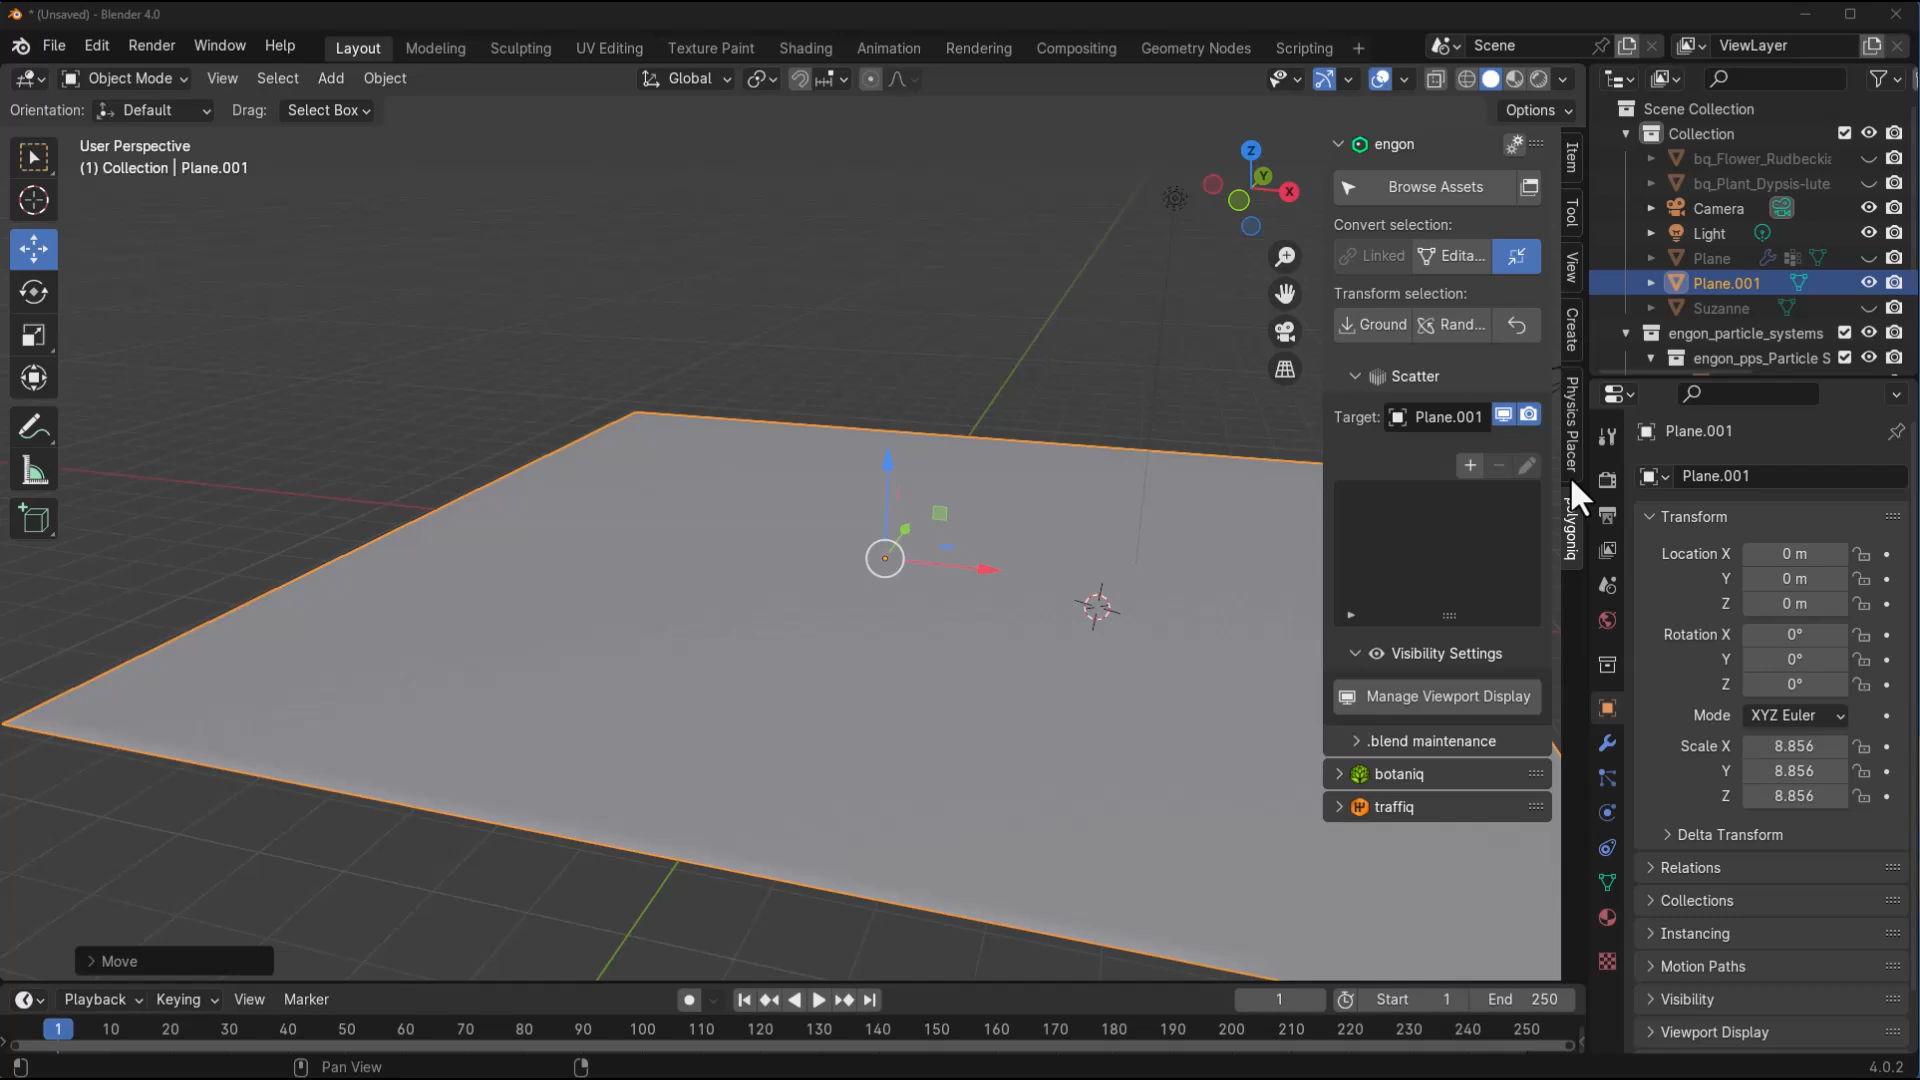 * (Unsaved) - Blender 4.0
File Edit Render Window Help
Layout Modeling Sculpting UV Editing Texture Paint Shading Animation Rendering Compositing Geometry Nodes Scripting +
Scene ViewLayer
Object Mode View Select Add Object
Global
Orientation: Default Drag: Select Box
Options
User Perspective
(1) Collection | Plane.001
Z
Y
X
engon
Browse Assets
Convert selection:
Linked Edita...
Transform selection:
Ground Rand...
Scatter
Target: Plane.001
Visibility Settings
Manage Viewport Display
.blend maintenance
botaniq
traffiq
Item
Tool
View
Create
Physics Placer
polygoniq
Scene Collection
Collection
bq_Flower_Rudbeckia
bq_Plant_Dypsis-lute
Camera
Light
Plane
Plane.001
Suzanne
engon_particle_systems
engon_pps_Particle S
Plane.001
Plane.001
Transform
Location X 0 m
Y 0 m
Z 0 m
Rotation X 0°
Y 0°
Z 0°
Mode XYZ Euler
Scale X 8.856
Y 8.856
Z 8.856
Delta Transform
Relations
Collections
Instancing
Motion Paths
Visibility
Viewport Display
Move
Playback Keying View Marker
1 Start 1 End 250
1 10 20 30 40 50 60 70 80 90 100 110 120 130 140 150 160 170 180 190 200 210 220 230 240 250
Pan View
4.0.2